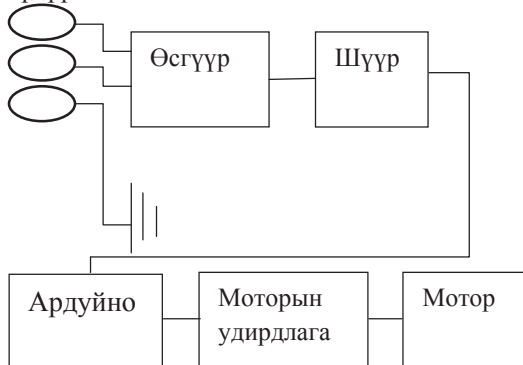 Өсгүүр
Шүүр
Ардуйно
Моторын
удирдлага
Мотор